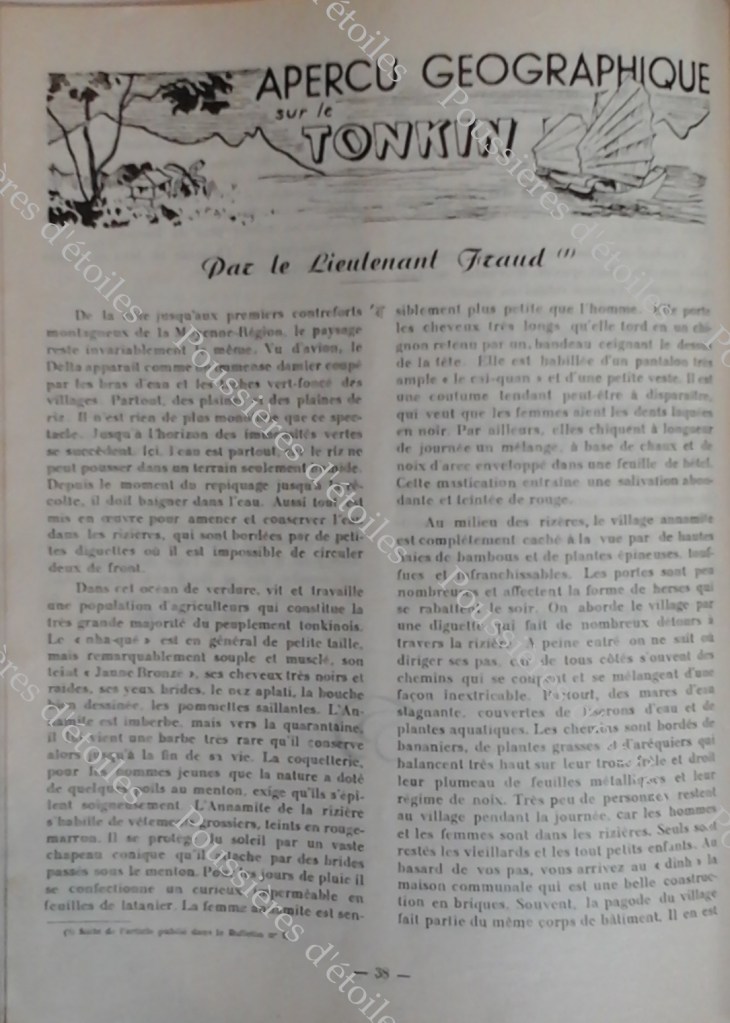 APERCU GEOGRAPHIQUE
sur le
TONKIN
Par le Lieutenant Fraud (1)
De la jusqu'aux premiers contreforts
montagneux de la Moyenne-Région, le paysage
reste invariablement même. Vu d'avion, le
Delta apparait comme immense damier coupé
par les bras d'eau et les taches vert-foncé des
villages. Partout, des plaines, des plaines de
riz. Il n'est rien de plus que ce spec-
tacle. Jusqu'à l'horizon des immensités vertes
se succèdent. Ici, l'eau est partout, le riz ne
peut pousser dans un terrain seulement
Depuis le moment du repiquage jusqu'à
colte, il doit baigner dans l'eau. Aussi tout est
mis en œuvre pour amener et conserver l'eau
dans les rizières, qui sont bordées par de peti-
tes diguettes où il est impossible de circuler
deux de front.
Dans cet océan de verdure, vit et travaille
une population d'agriculteurs qui constitue la
très grande majorité du peuplement tonkinois.
Le « nha-qué » est en général de petite taille,
mais remarquablement souple et musclé, son
teint « Jaune Bronze », ses cheveux très noirs et
raides, ses yeux brides, le nez aplati, la bouche
dessinée, les pommettes saillantes. L'An-
namite est imberbe, mais vers la quarantaine,
il vient une barbe très rare qu'il conserve
alors jusqu'à la fin de sa vie. La coquetterie,
pour les hommes jeunes que la nature a doté
de quelques poils au menton, exige qu'ils s'épi-
lent soigneusement. L'Annamite de la rizière
s'habille de vêtements grossiers, teints en rouge-
marron. Il se protège du soleil par un vaste
chapeau conique qu'il attache par des brides
passés sous le menton. Pour les jours de pluie il
se confectionne un curieux imperméable en
feuilles de latanier. La femme annamite est sen-
(1) Suite de l'article publié dans le Bulletin n°
siblement plus petite que l'homme. Elle porte
les cheveux très longs qu'elle tord en un chi-
gnon retenu par un bandeau ceignant le dessus
de la tête. Elle est habillée d'un pantalon très
ample « le cai-quan » et d'une petite veste. Il est
une coutume tendant peut-être à disparaître,
qui veut que les femmes aient les dents laquées
en noir. Par ailleurs, elles chiquent à longueur
de journée un mélange, à base de chaux et de
noix d'arec enveloppé dans une feuille de bétel.
Cette mastication entraîne une salivation abon-
dante et teintée de rouge.
Au milieu des rizères, le village annamite
est complètement caché à la vue par de hautes
haies de bambous et de plantes épineuses, touf-
fues et infranchissables. Les portes sont peu
nombreuses et affectent la forme de herses qui
se rabattent le soir. On aborde le village par
une diguette qui fait de nombreux détours à
travers la rizière. A peine entré on ne sait où
diriger ses pas, car de tous côtés s'ouvent des
chemins qui se coupent et se mélangent d'une
façon inextricable. Partout, des mares d'eau
stagnante, couvertes de d'eau et de
plantes aquatiques. Les chemins sont bordés de
bananiers, de plantes grasses et d'aréquiers qui
balancent très haut sur leur tronc frêle et droit
leur plumeau de feuilles métalliques et leur
régime de noix. Très peu de personnes restent
au village pendant la journée, car les hommes
et les femmes sont dans les rizières. Seuls sont
restés les vieillards et les tout petits enfants. Au
hasard de vos pas, vous arrivez au « dinh » la
maison communale qui est une belle construc-
tion en briques. Souvent, la pagode du village
fait partie du même corps de bâtiment. Il en est
— 38 —
Poussières d'étoiles